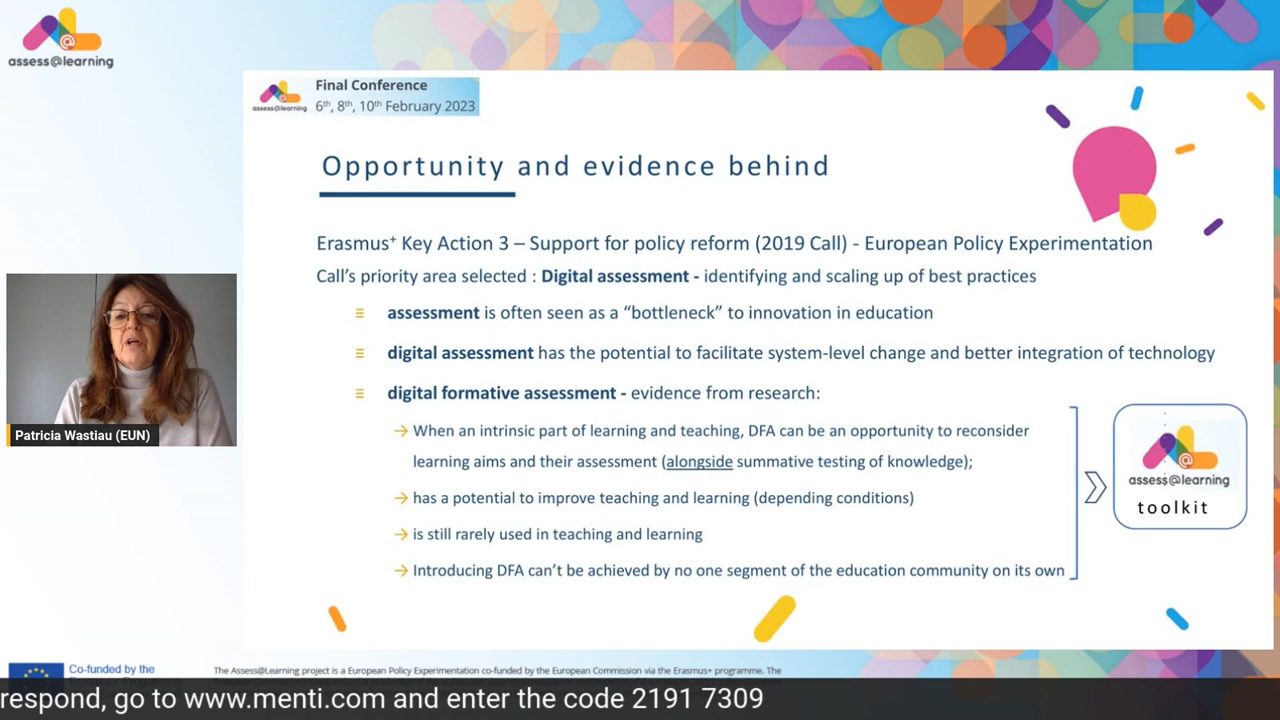 assess@learning
assess@learning
Final Conference
6th, 8th, 10th February 2023
Opportunity and evidence behind
Erasmus+ Key Action 3 – Support for policy reform (2019 Call) - European Policy Experimentation
Call's priority area selected : Digital assessment - identifying and scaling up of best practices
assessment is often seen as a “bottleneck” to innovation in education
digital assessment has the potential to facilitate system-level change and better integration of technology
digital formative assessment - evidence from research:
→ When an intrinsic part of learning and teaching, DFA can be an opportunity to reconsider
learning aims and their assessment (alongside summative testing of knowledge);
→ has a potential to improve teaching and learning (depending conditions)
→ is still rarely used in teaching and learning
→ Introducing DFA can't be achieved by no one segment of the education community on its own
assess@learning
toolkit
Patricia Wastiau (EUN)
Co-funded by the
The Assess@Learning project is a European Policy Experimentation co-funded by the European Commission via the Erasmus+ programme. The
respond, go to www.menti.com and enter the code 2191 7309